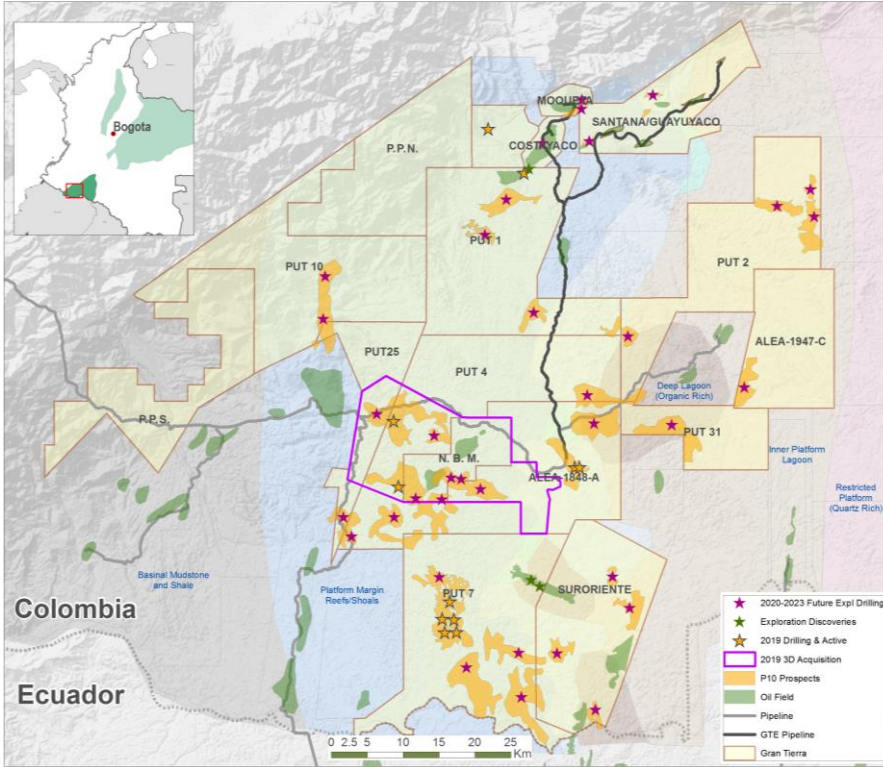 Bogota
MOQUETA
SANTANA/GUAYUYACO
COSTAYACO
P.P.N.
PUT 1
PUT 2
PUT 10
ALEA-1947-C
PUT25
PUT 4
Deep Lagoon
(Organic Rich)
P.P.S.
PUT 31
N. B. M.
Inner Platform
Lagoon
ALEA-1848-A
Restricted
Platform
(Quartz Rich)
Basinal Mudstone
and Shale
Platform Margin
Reefs/Shoals
PUT 7
SURORIENTE
Colombia
Ecuador
2020-2023 Future Expl Drilling
Exploration Discoveries
2019 Drilling & Active
2019 3D Acquisition
P10 Prospects
Oil Field
Pipeline
GTE Pipeline
Gran Tierra
0 2.5 5 10 15 20 25
Km